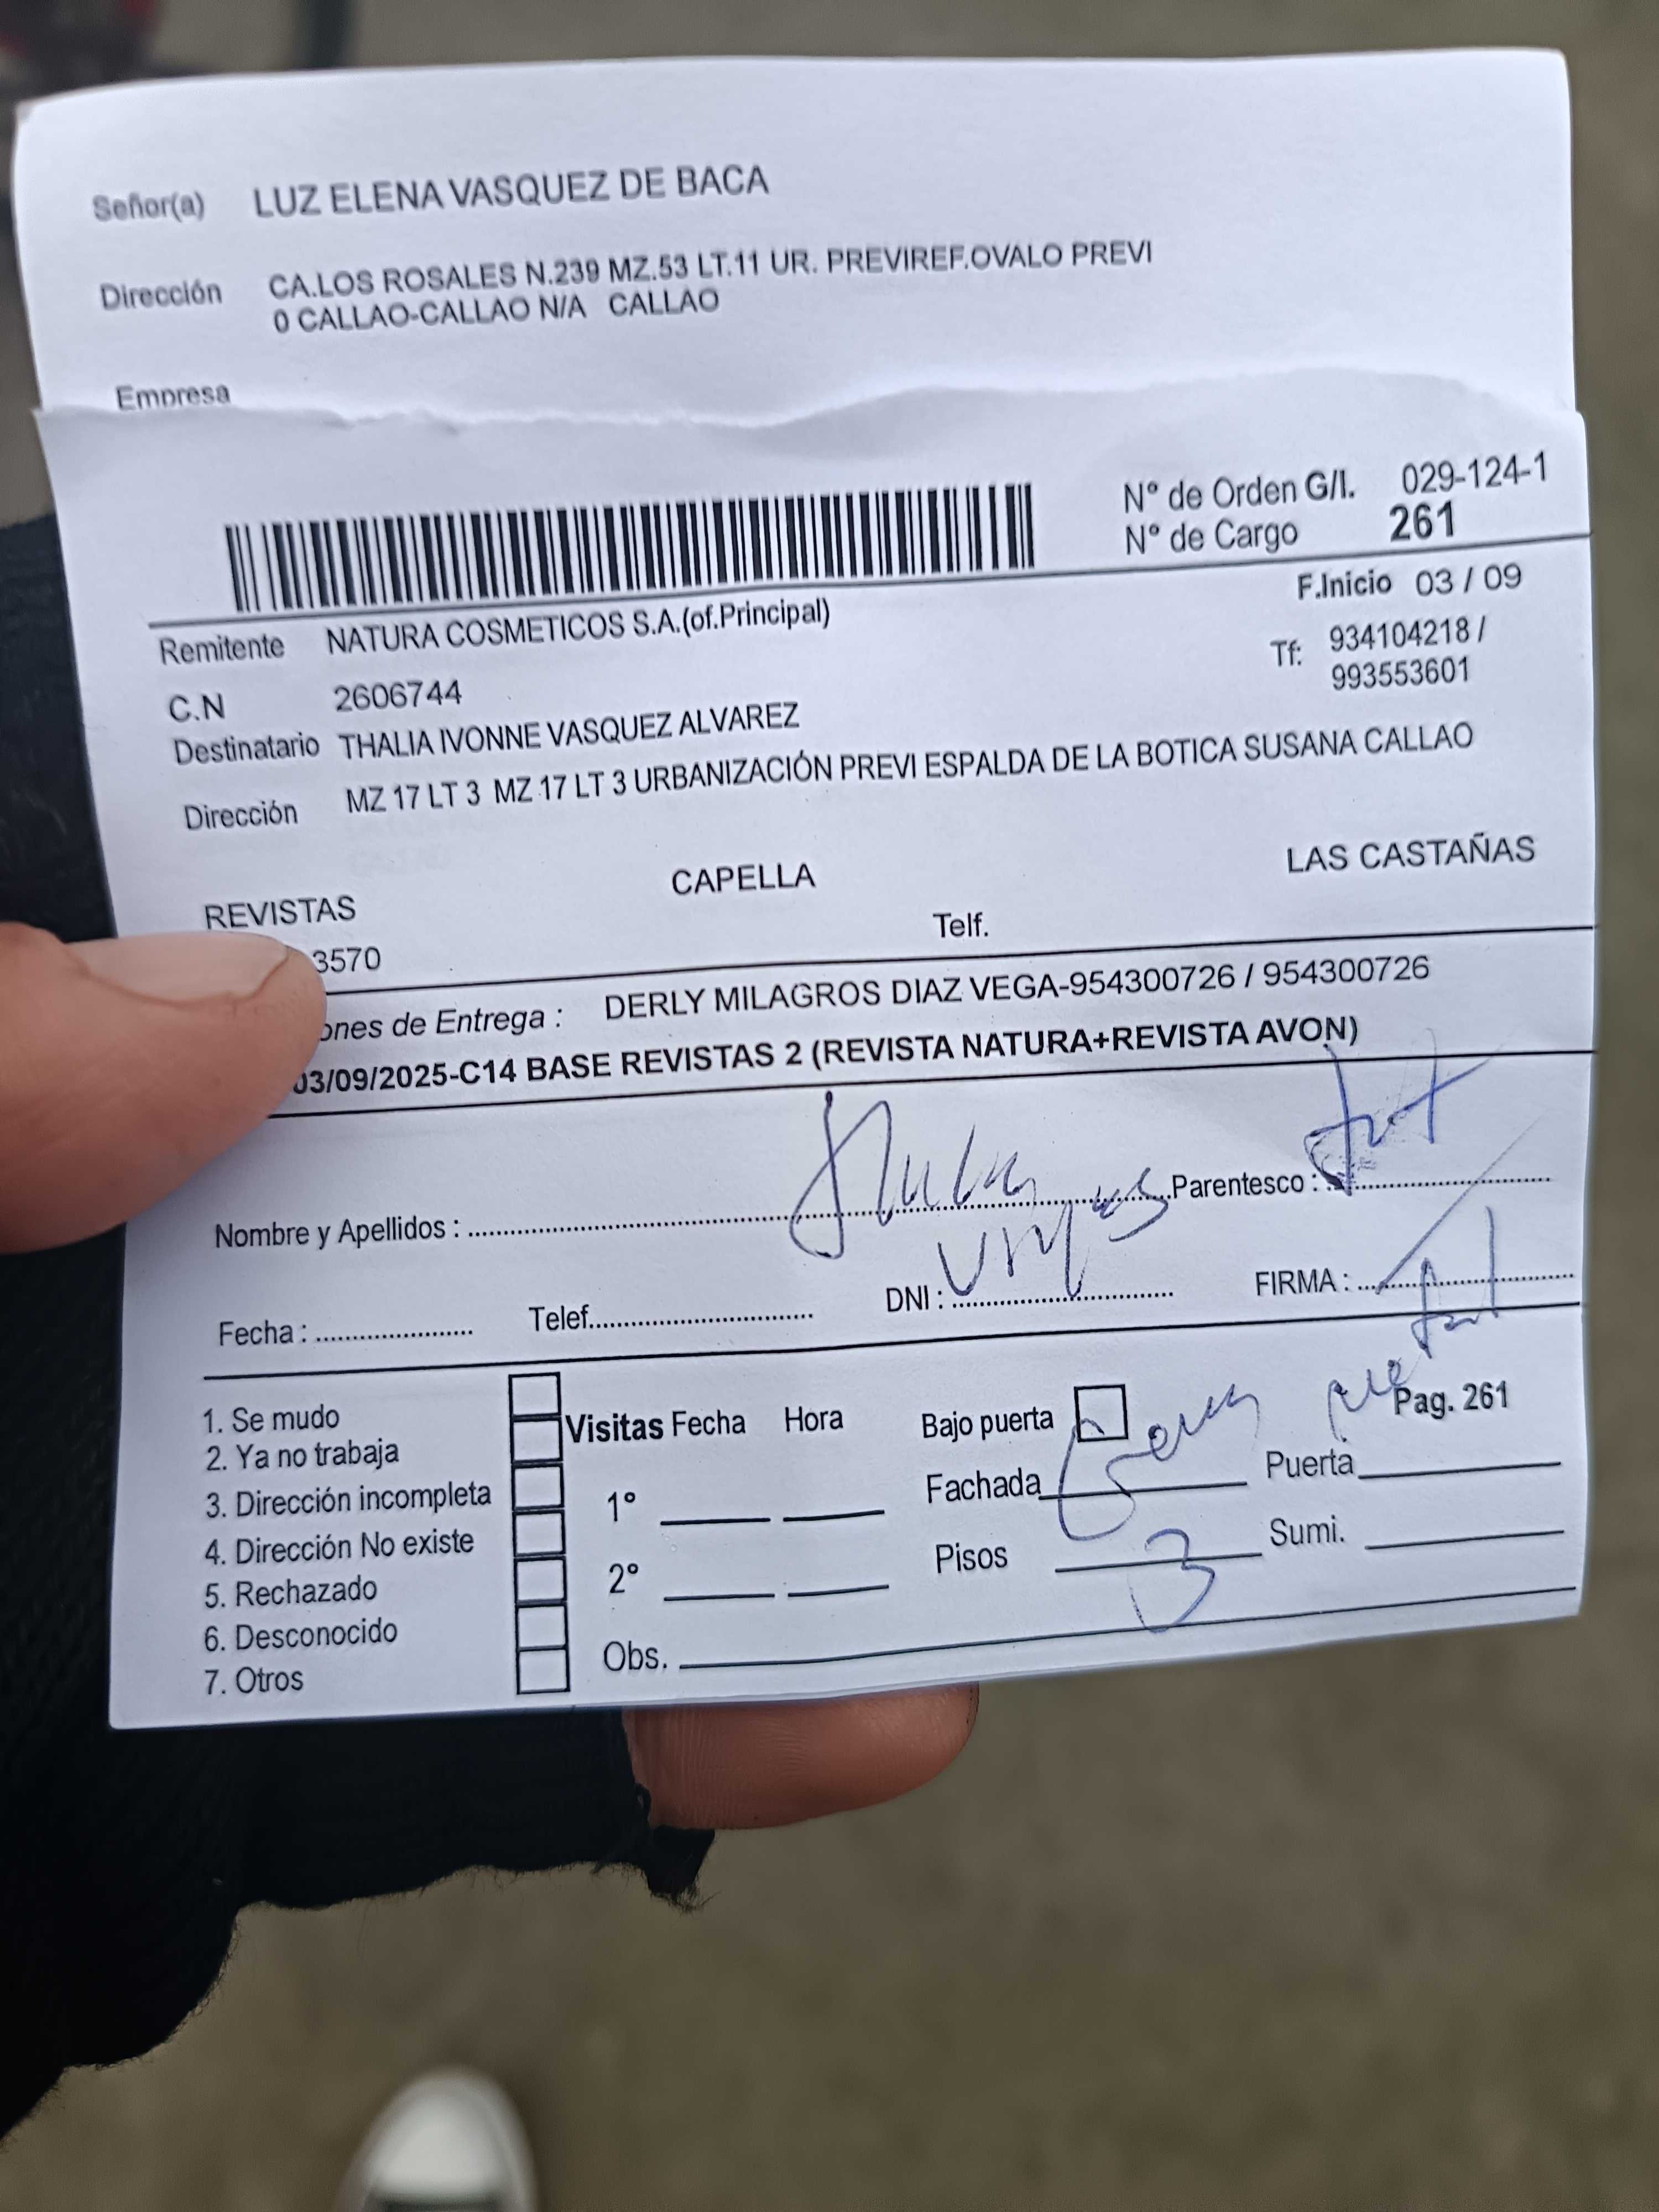 Señor(a) LUZ ELENA VASQUEZ DE BACA
Dirección CA.LOS ROSALES N.239 MZ.53 LT.11 UR. PREVIREF.OVALO PREVI
0 CALLAO-CALLAO N/A CALLAO
Empresa
N° de Orden G/I. 029-124-1
N° de Cargo 261
F.Inicio 03 / 09
Remitente NATURA COSMETICOS S.A.(of.Principal)
Tf: 934104218 /
993553601
C.N 2606744
Destinatario THALIA IVONNE VASQUEZ ALVAREZ
Dirección MZ 17 LT 3 MZ 17 LT 3 URBANIZACIÓN PREVI ESPALDA DE LA BOTICA SUSANA CALLAO
REVISTAS CAPELLA LAS CASTAÑAS
3570 Telf.
ones de Entrega : DERLY MILAGROS DIAZ VEGA-954300726 / 954300726
03/09/2025-C14 BASE REVISTAS 2 (REVISTA NATURA+REVISTA AVON)
Nombre y Apellidos : Parentesco :
Fecha : Telef. DNI : FIRMA :
1. Se mudo
2. Ya no trabaja
3. Dirección incompleta
4. Dirección No existe
5. Rechazado
6. Desconocido
7. Otros
Visitas Fecha Hora
1°
2°
Obs.
Bajo puerta Pag. 261
Fachada Puerta
Pisos 3 Sumi.